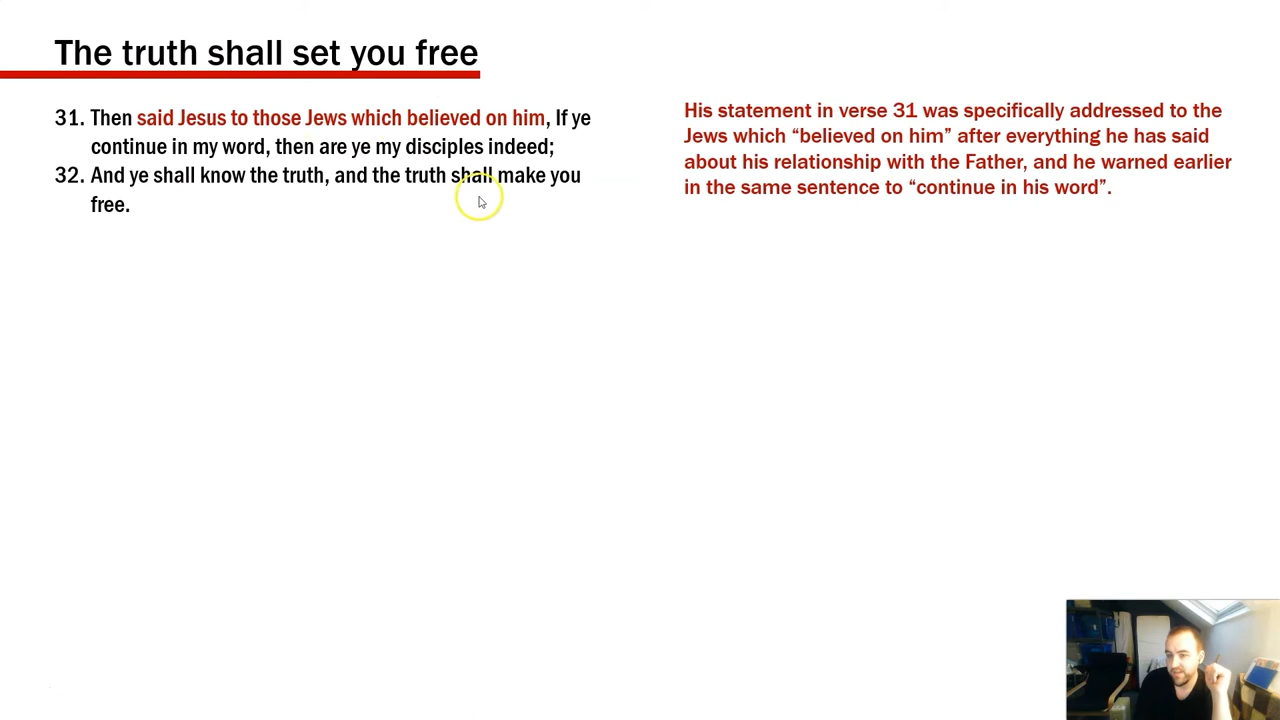 The truth shall set you free
31. Then said Jesus to those Jews which believed on him, If ye
continue in my word, then are ye my disciples indeed;
32. And ye shall know the truth, and the truth shall make you
free.
His statement in verse 31 was specifically addressed to the
Jews which “believed on him” after everything he has said
about his relationship with the Father, and he warned earlier
in the same sentence to “continue in his word”.